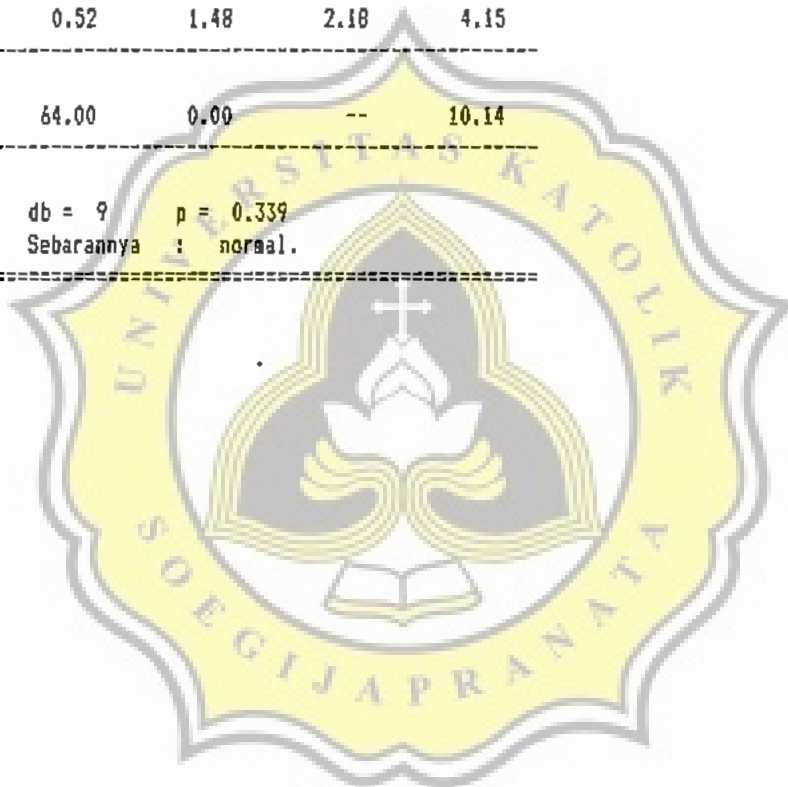 0.52 1.48 2.18 4.15
64.00 0.00 -- 10.14
db = 9 p = 0.339
Sebarannya : normal.
UNIVERSITAS KATOLIK
SOEGIJAPRANATA